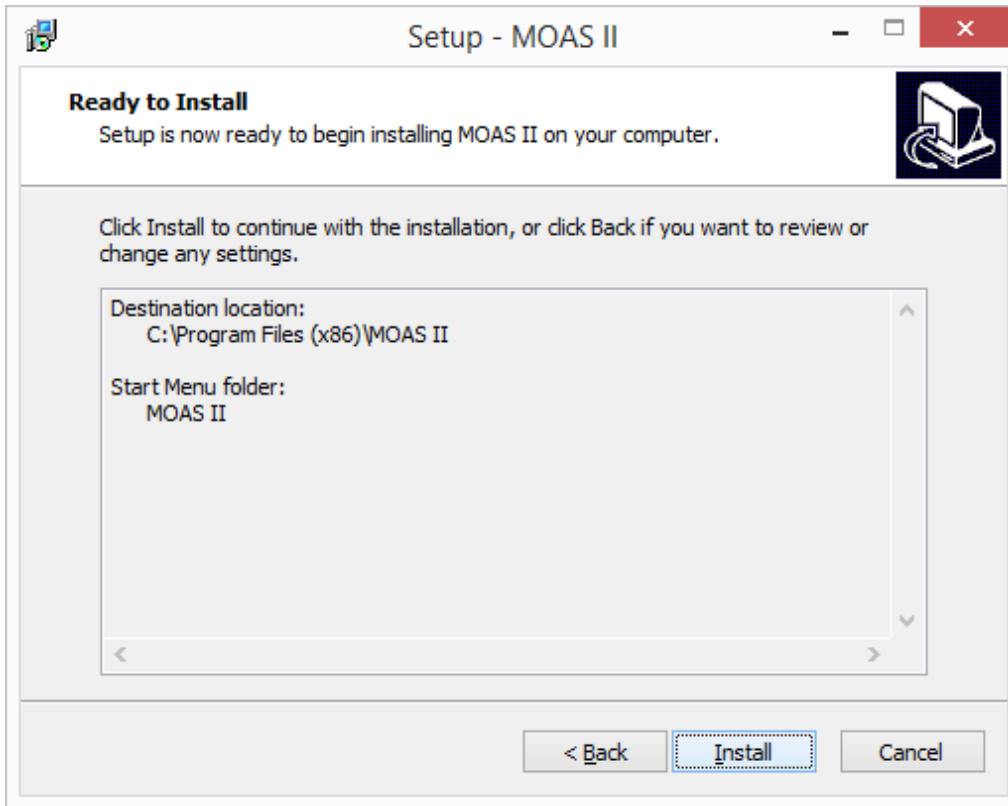 Setup - MOAS II
Ready to Install
Setup is now ready to begin installing MOAS II on your computer.
Click Install to continue with the installation, or click Back if you want to review or
change any settings.
Destination location:
C:\Program Files (x86)\MOAS II
Start Menu folder:
MOAS II
< Back
Install
Cancel